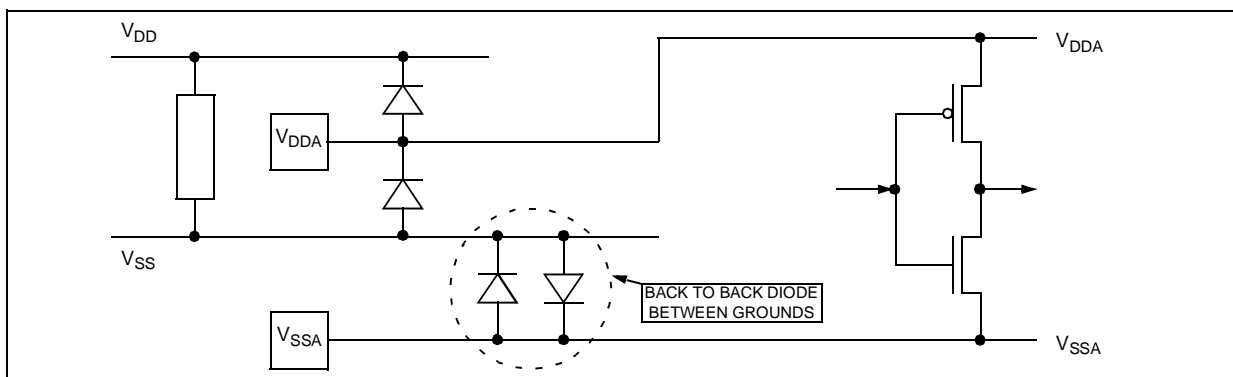 VDD
VDDA
VDDA
VSS
BACK TO BACK DIODE
BETWEEN GROUNDS
VSSA
VSSA